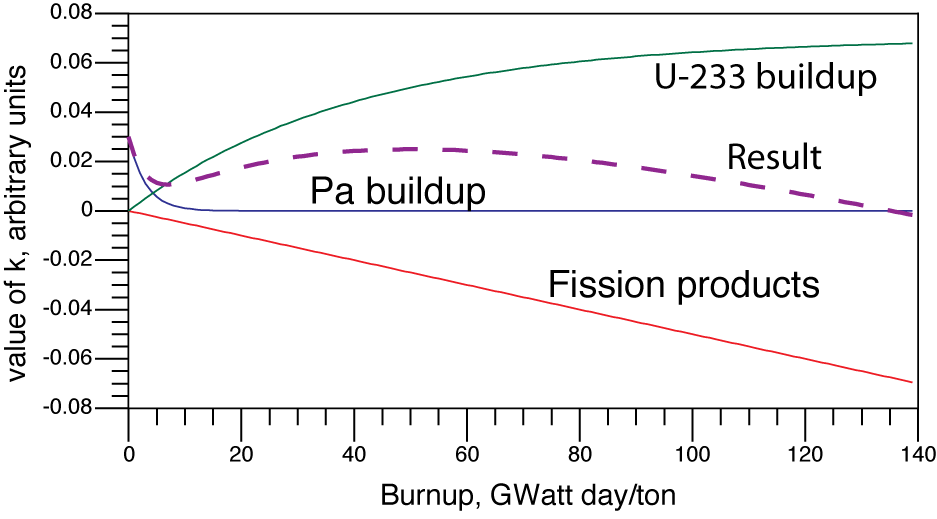 0.08
0.06
0.04
0.02
0
-0.02
-0.04
-0.06
-0.08
value of k, arbitrary units
U-233 buildup
Result
Pa buildup
Fission products
0 20 40 60 80 100 120 140
Burnup, GWatt day/ton